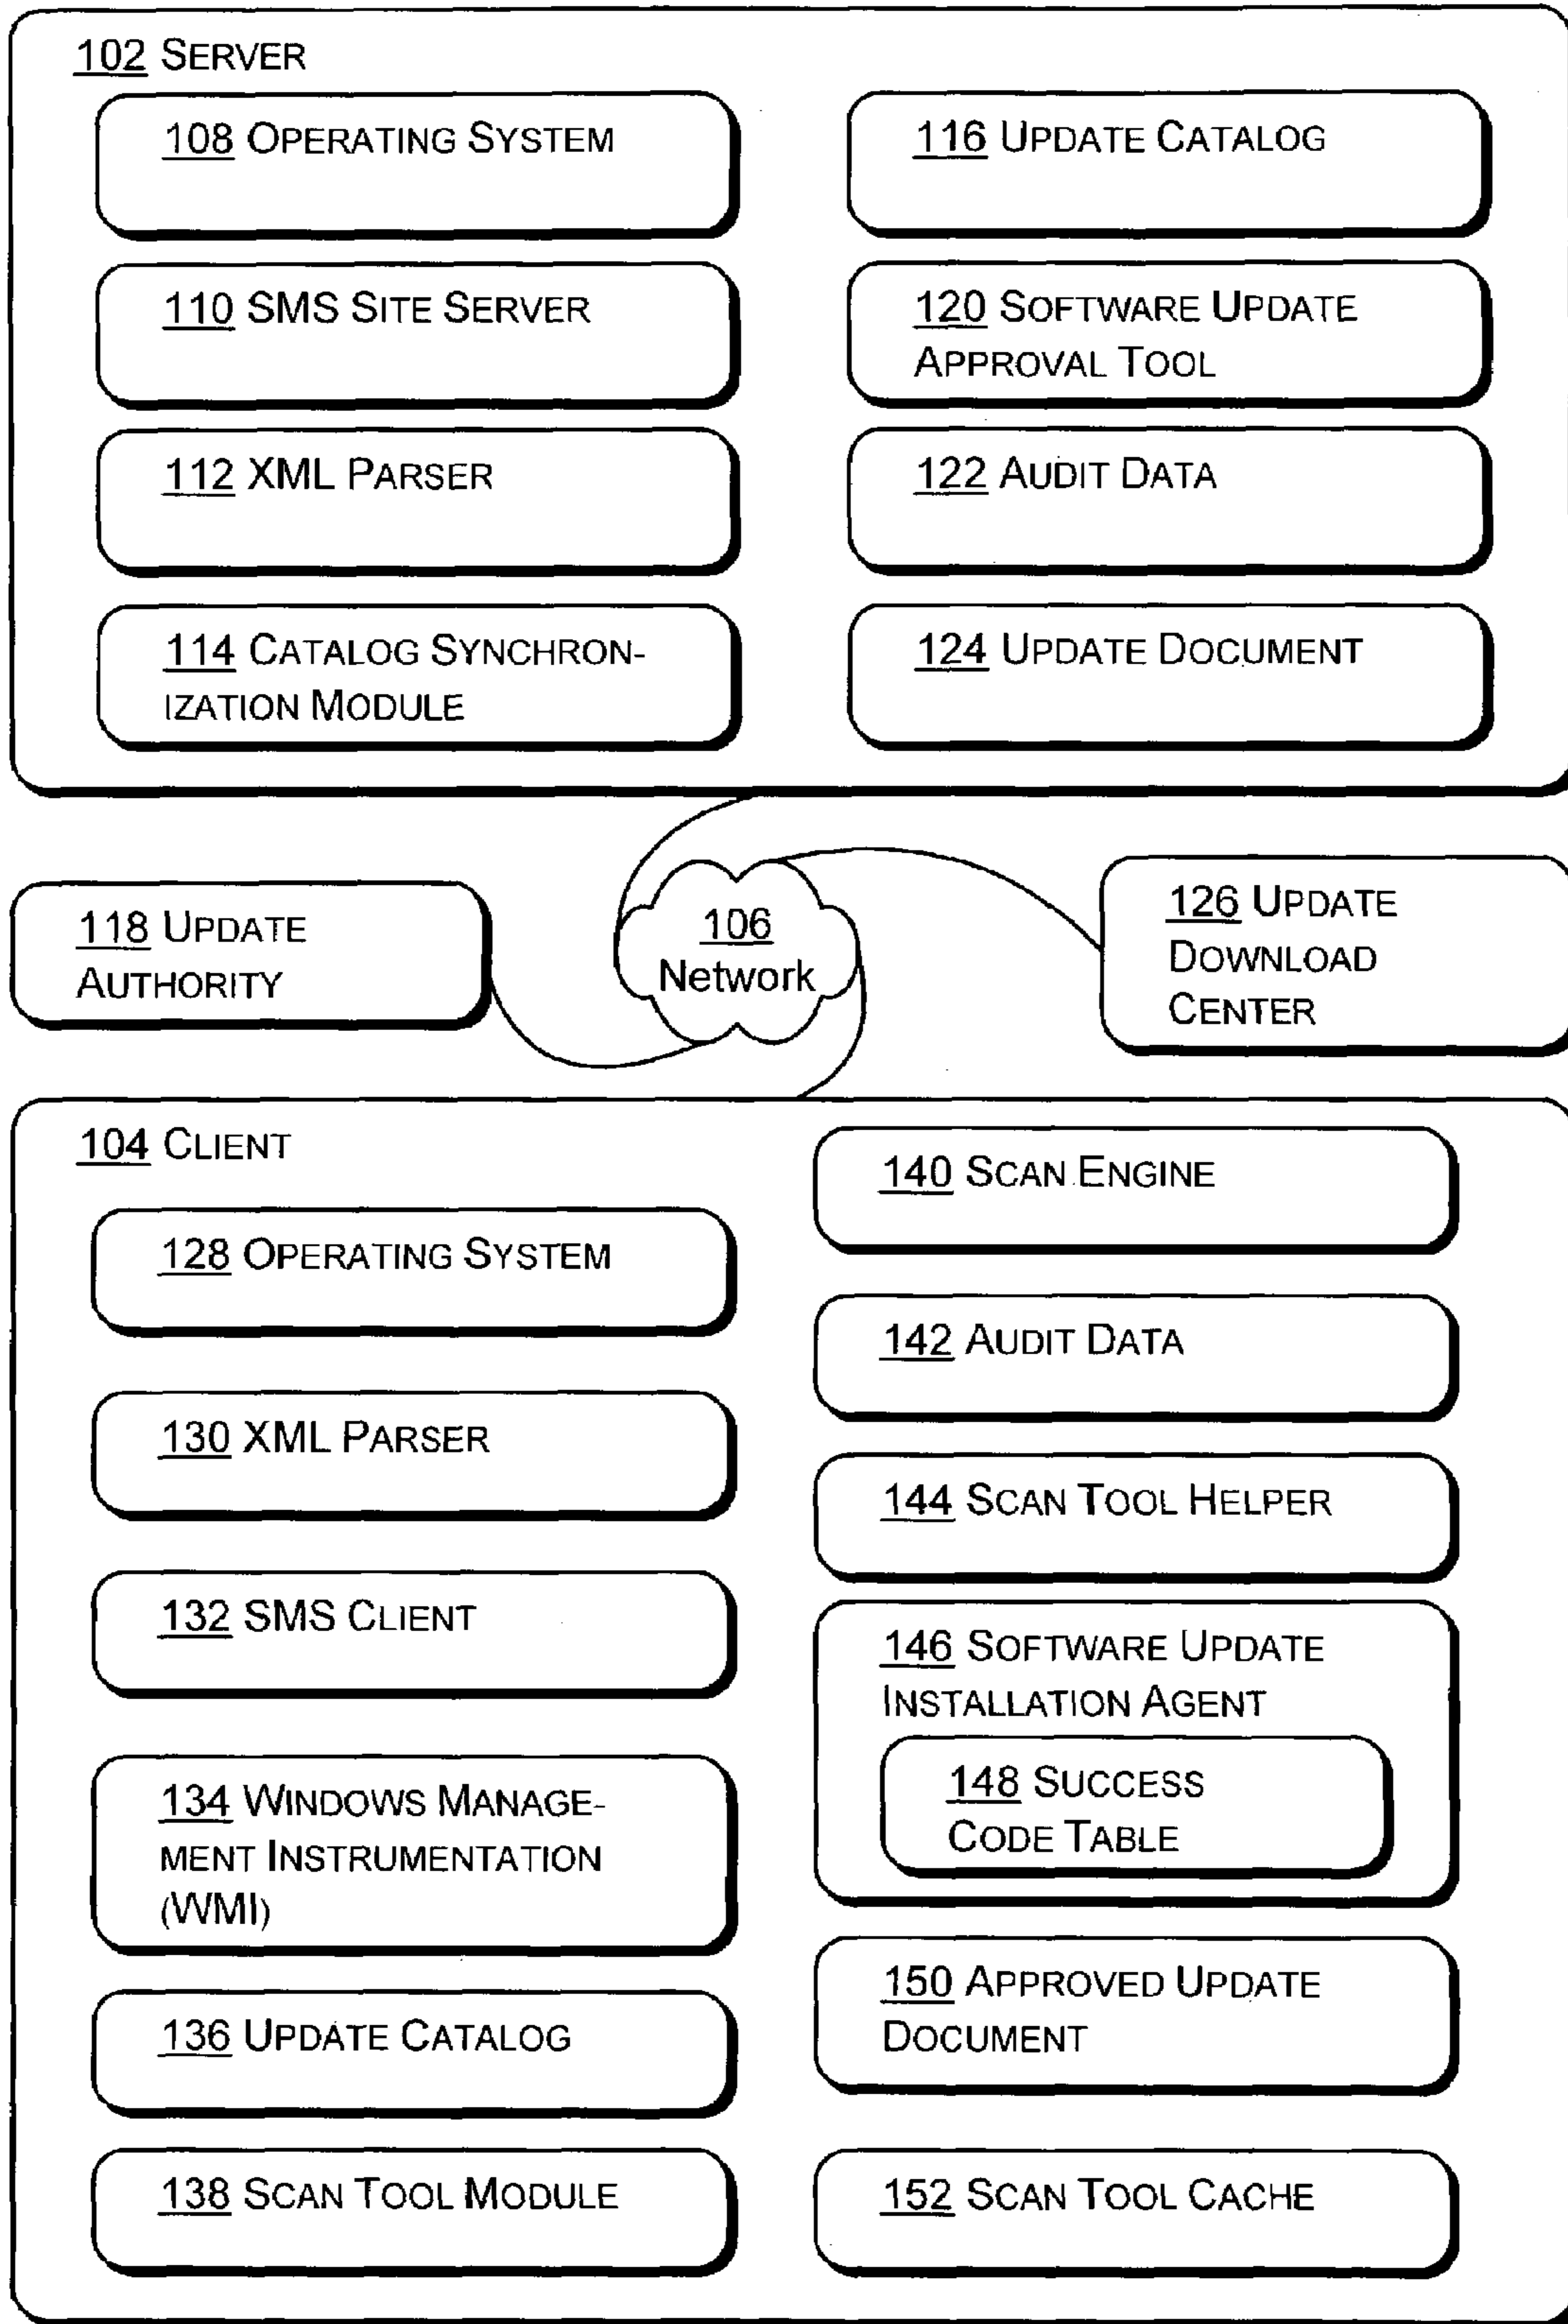 102 SERVER
108 OPERATING SYSTEM
110 SMS SITE SERVER
112 XML PARSER
114 CATALOG SYNCHRON-
IZATION MODULE
116 UPDATE CATALOG
120 SOFTWARE UPDATE
APPROVAL TOOL
122 AUDIT DATA
124 UPDATE DOCUMENT
118 UPDATE
AUTHORITY
106
Network
126 UPDATE
DOWNLOAD
CENTER
104 CLIENT
128 OPERATING SYSTEM
130 XML PARSER
132 SMS CLIENT
134 WINDOWS MANAGE-
MENT INSTRUMENTATION
(WMI)
136 UPDATE CATALOG
138 SCAN TOOL MODULE
140 SCAN ENGINE
142 AUDIT DATA
144 SCAN TOOL HELPER
146 SOFTWARE UPDATE
INSTALLATION AGENT
148 SUCCESS
CODE TABLE
150 APPROVED UPDATE
DOCUMENT
152 SCAN TOOL CACHE